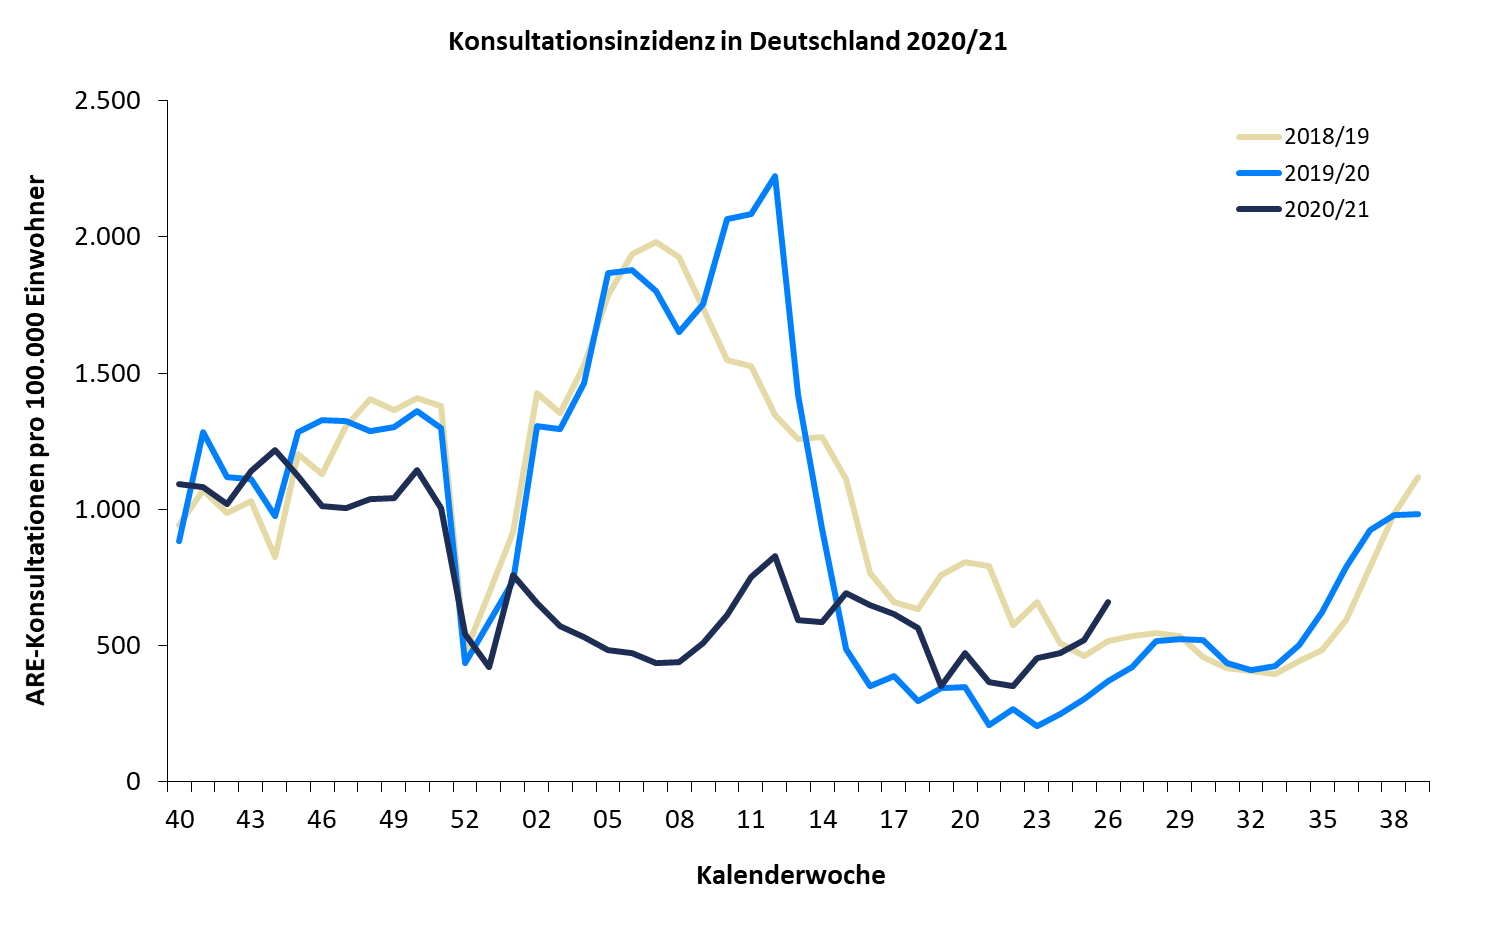 Konsultationsinzidenz in Deutschland 2020/21
2.500
2.000
1.500
1.000
500
0
ARE-Konsultationen pro 100.000 Einwohner
2018/19
2019/20
2020/21
40 43 46 49 52 02 05 08 11 14 17 20 23 26 29 32 35 38
Kalenderwoche